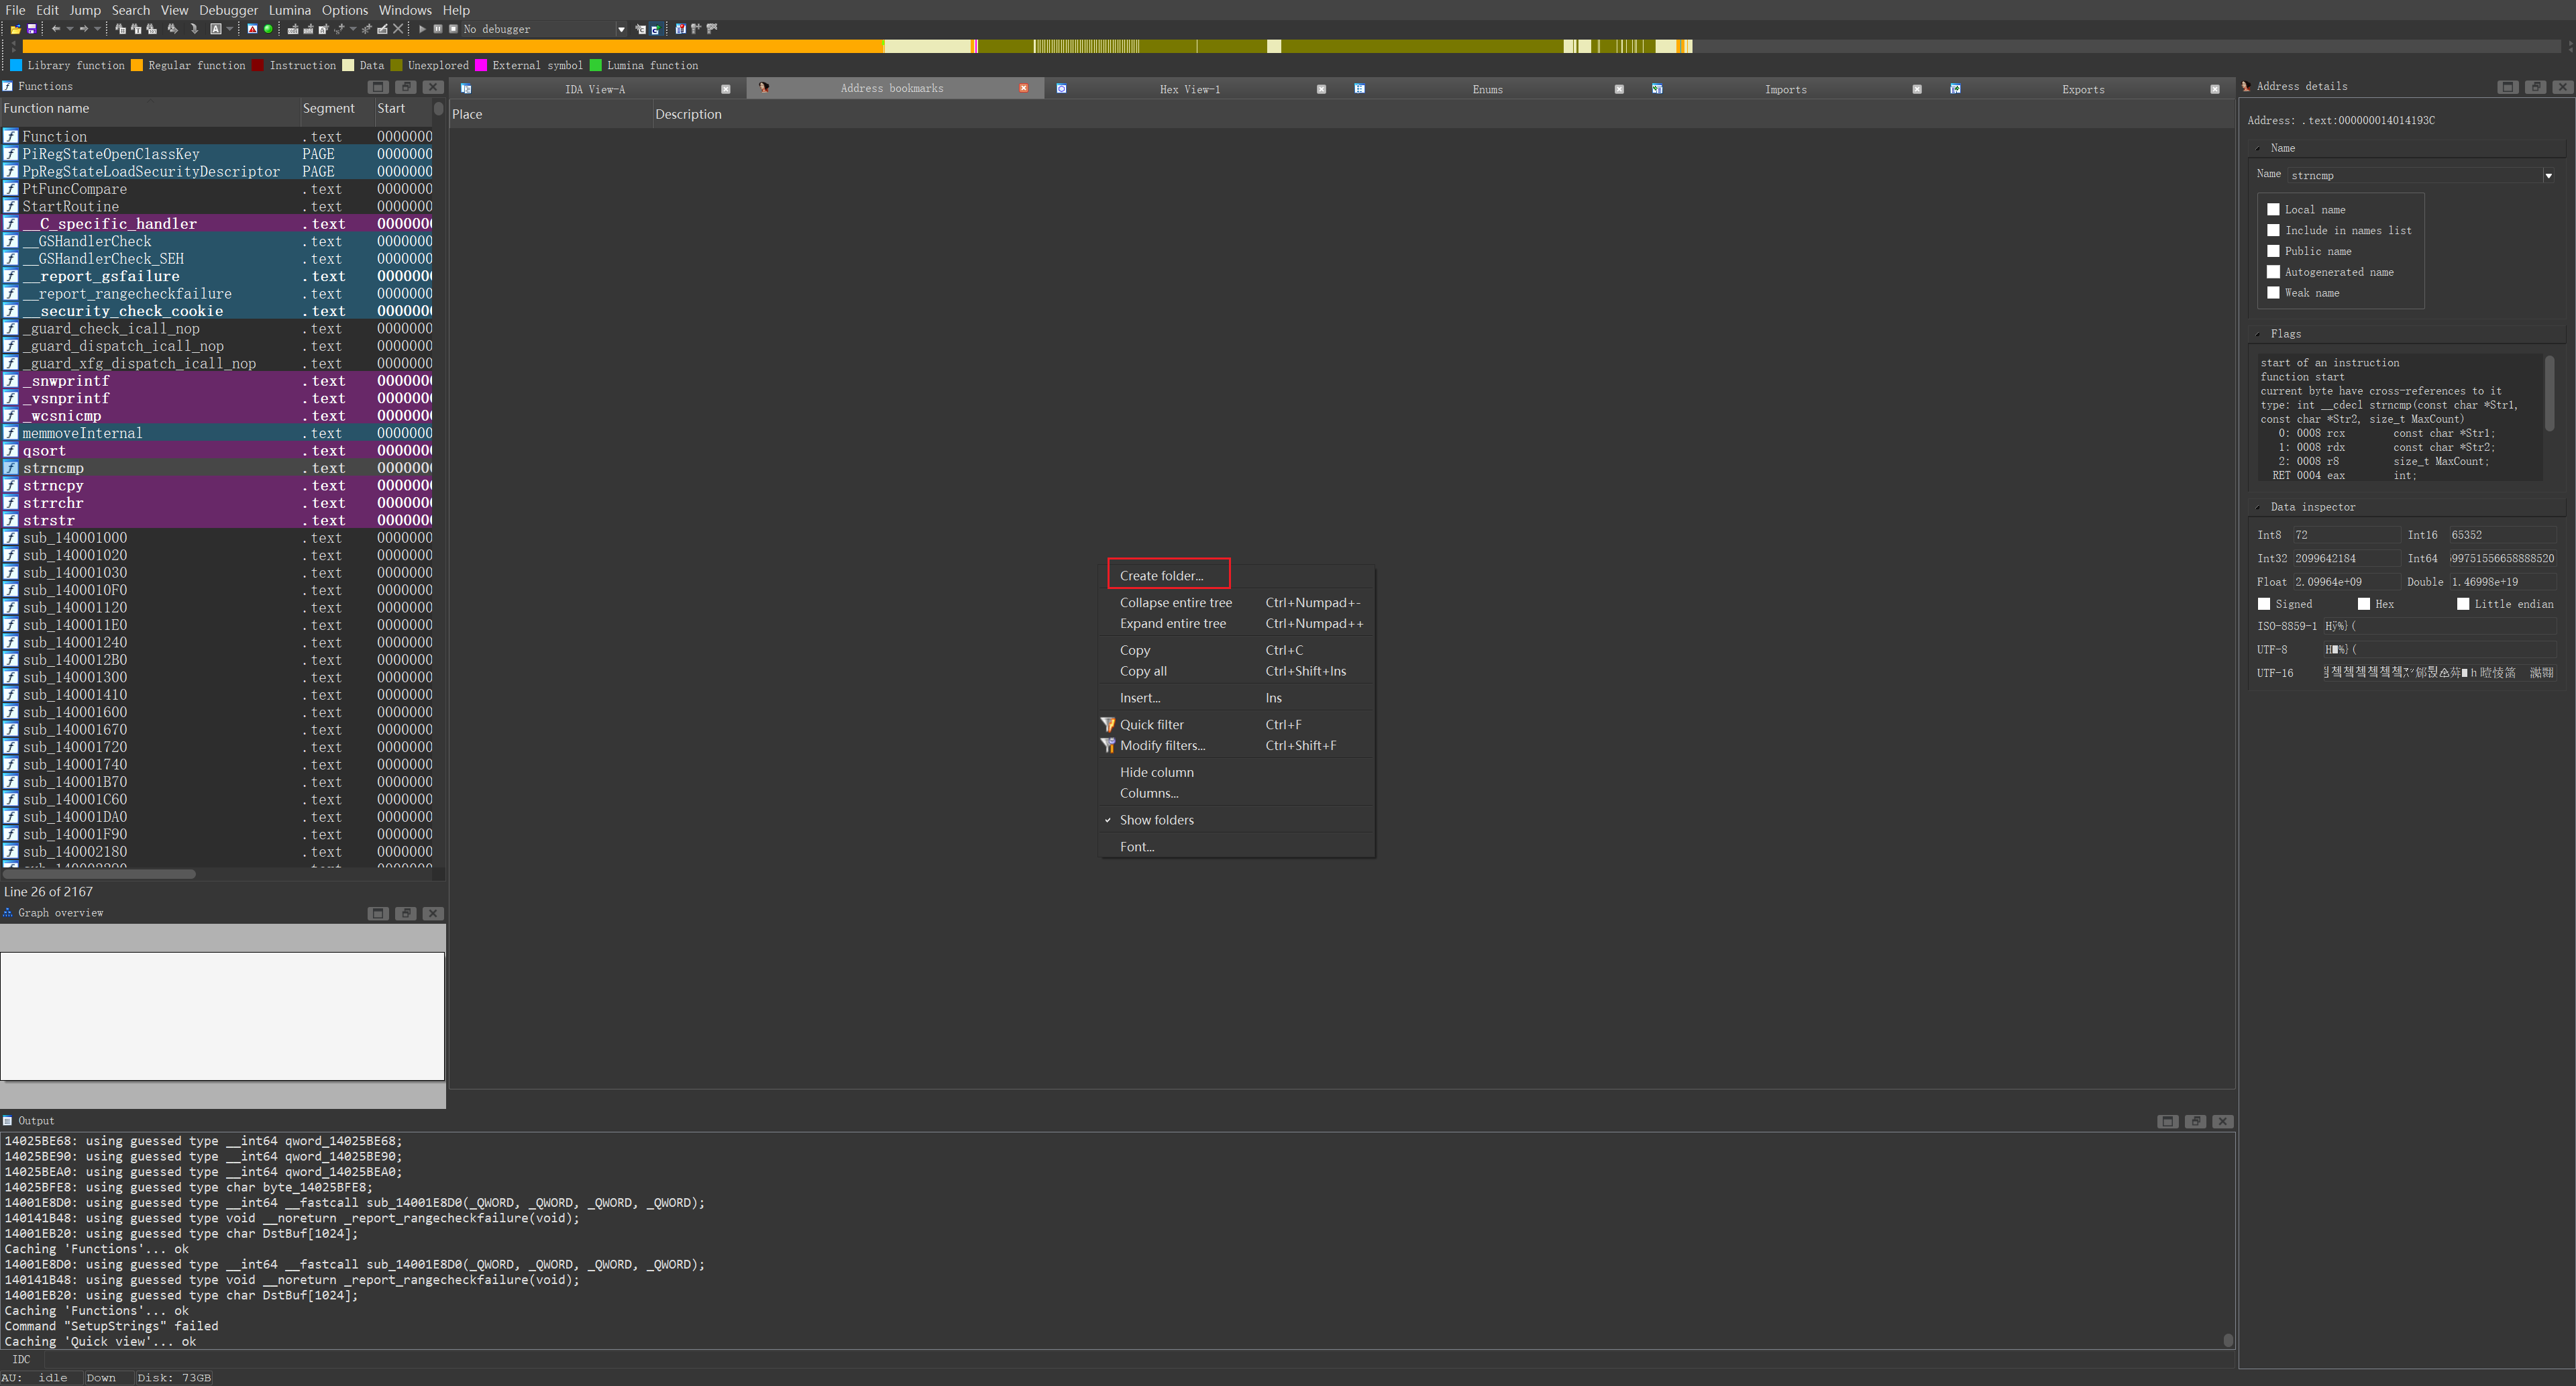 File Edit Jump Search View Debugger Lumina Options Windows Help
No debugger
Library function Regular function Instruction Data Unexplored External symbol Lumina function
Functions
Function name Segment Start
Function .text 0000000
PiRegStateOpenClassKey PAGE 0000000
PpRegStateLoadSecurityDescriptor PAGE 0000000
PtFuncCompare .text 0000000
StartRoutine .text 0000000
__C_specific_handler .text 0000000
__GSHandlerCheck .text 0000000
__GSHandlerCheck_SEH .text 0000000
__report_gsfailure .text 0000000
__report_rangecheckfailure .text 0000000
__security_check_cookie .text 0000000
_guard_check_icall_nop .text 0000000
_guard_dispatch_icall_nop .text 0000000
_guard_xfg_dispatch_icall_nop .text 0000000
_snwprintf .text 0000000
_vsnprintf .text 0000000
_wcsnicmp .text 0000000
memmoveInternal .text 0000000
qsort .text 0000000
strncmp .text 0000000
strncpy .text 0000000
strrchr .text 0000000
strstr .text 0000000
sub_140001000 .text 0000000
sub_140001020 .text 0000000
sub_140001030 .text 0000000
sub_1400010F0 .text 0000000
sub_140001120 .text 0000000
sub_1400011E0 .text 0000000
sub_140001240 .text 0000000
sub_1400012B0 .text 0000000
sub_140001300 .text 0000000
sub_140001410 .text 0000000
sub_140001600 .text 0000000
sub_140001670 .text 0000000
sub_140001720 .text 0000000
sub_140001740 .text 0000000
sub_140001B70 .text 0000000
sub_140001C60 .text 0000000
sub_140001DA0 .text 0000000
sub_140001F90 .text 0000000
sub_140002180 .text 0000000
Line 26 of 2167
Graph overview
IDA View-A Address bookmarks Hex View-1 Enums Imports Exports
Place Description
Create folder...
Collapse entire tree Ctrl+Numpad+-
Expand entire tree Ctrl+Numpad++
Copy Ctrl+C
Copy all Ctrl+Shift+Ins
Insert... Ins
Quick filter Ctrl+F
Modify filters... Ctrl+Shift+F
Hide column
Columns...
Show folders
Font...
Address details
Address: .text:000000014014193C
Name
Name strncmp
Local name
Include in names list
Public name
Autogenerated name
Weak name
Flags
start of an instruction
function start
current byte have cross-references to it
type: int __cdecl strncmp(const char *Str1,
const char *Str2, size_t MaxCount)
0: 0008 rcx const char *Str1;
1: 0008 rdx const char *Str2;
2: 0008 r8 size_t MaxCount;
RET 0004 eax int;
Data inspector
Int8 72 Int16 65352
Int32 2099642184 Int64 699751556658888520
Float 2.09964e+09 Double 1.46998e+19
Signed Hex Little endian
ISO-8859-1 Hÿ%}(
UTF-8 H■%}(
UTF-16
Output
14025BE68: using guessed type __int64 qword_14025BE68;
14025BE90: using guessed type __int64 qword_14025BE90;
14025BEA0: using guessed type __int64 qword_14025BEA0;
14025BFE8: using guessed type char byte_14025BFE8;
14001E8D0: using guessed type __int64 __fastcall sub_14001E8D0(_QWORD, _QWORD, _QWORD, _QWORD);
140141B48: using guessed type void __noreturn _report_rangecheckfailure(void);
14001EB20: using guessed type char DstBuf[1024];
Caching 'Functions'... ok
14001E8D0: using guessed type __int64 __fastcall sub_14001E8D0(_QWORD, _QWORD, _QWORD, _QWORD);
140141B48: using guessed type void __noreturn _report_rangecheckfailure(void);
14001EB20: using guessed type char DstBuf[1024];
Caching 'Functions'... ok
Command "SetupStrings" failed
Caching 'Quick view'... ok
IDC
AU: idle Down Disk: 73GB